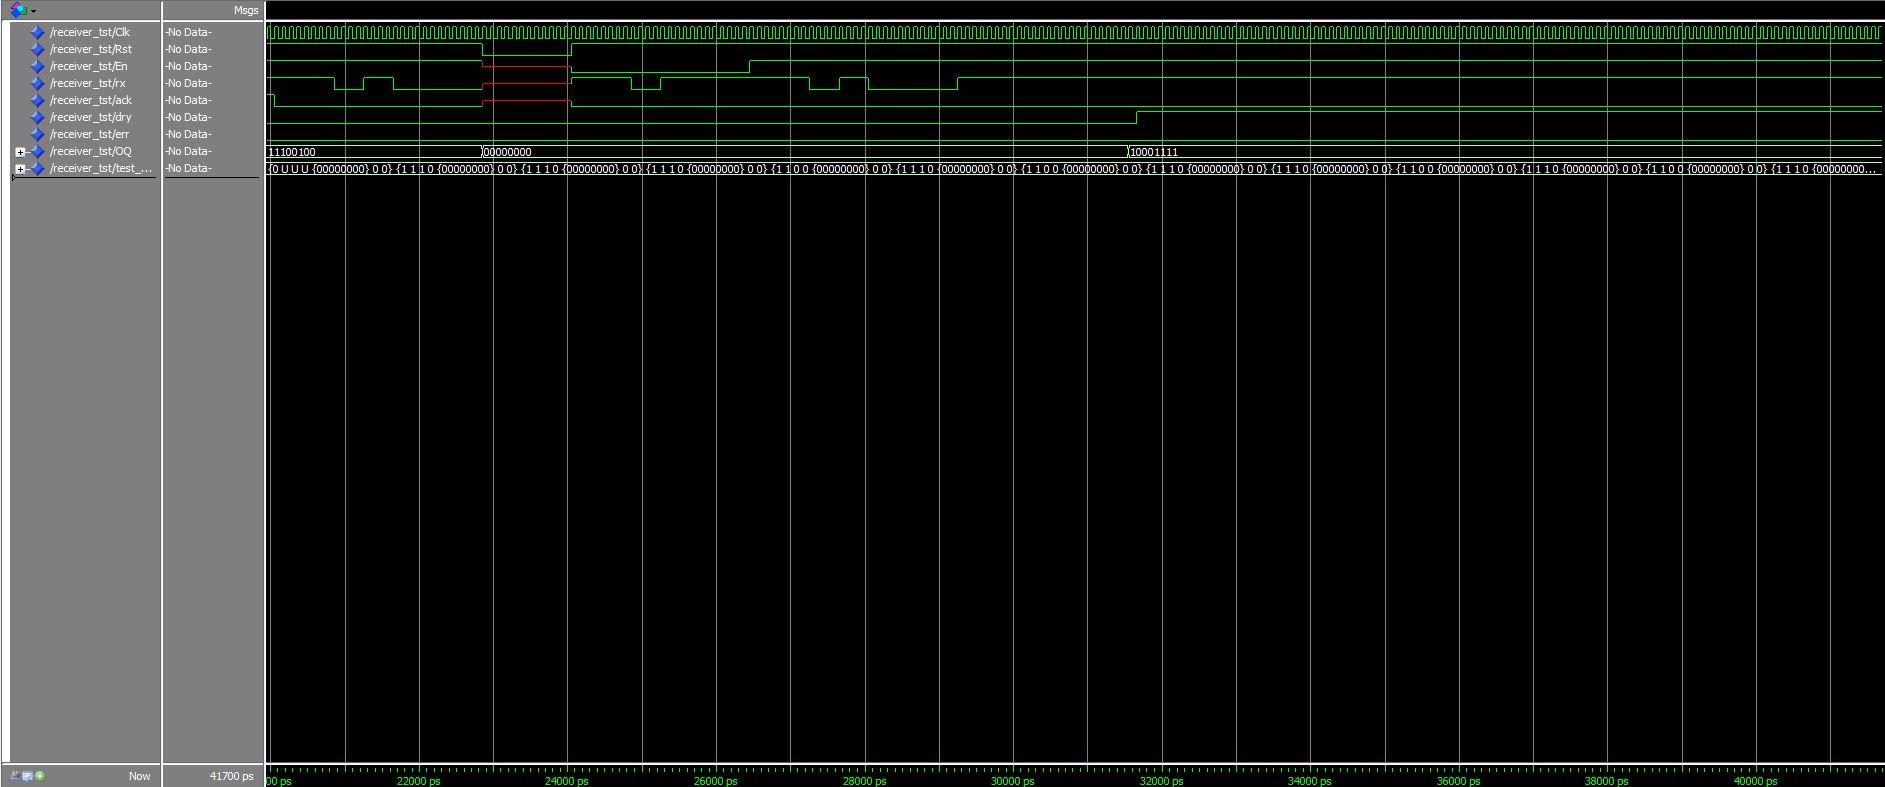 Msgs
/receiver_tst/Clk -No Data-
/receiver_tst/Rst -No Data-
/receiver_tst/En -No Data-
/receiver_tst/rx -No Data-
/receiver_tst/ack -No Data-
/receiver_tst/dry -No Data-
/receiver_tst/err -No Data-
/receiver_tst/OQ -No Data- 11100100 00000000 10001111
/receiver_tst/test_... -No Data- {0 U U U {00000000} 0 0} {1 1 1 0 {00000000} 0 0} {1 1 1 0 {00000000} 0 0} {1 1 1 0 {00000000} 0 0} {1 1 0 0 {00000000} 0 0} {1 1 1 0 {00000000} 0 0} {1 1 0 0 {00000000} 0 0} {1 1 1 0 {00000000} 0 0} {1 1 1 0 {00000000} 0 0} {1 1 0 0 {00000000} 0 0} {1 1 1 0 {00000000} 0 0} {1 1 0 0 {00000000} 0 0} {1 1 1 0 {00000000...
Now 41700 ps 00 ps 22000 ps 24000 ps 26000 ps 28000 ps 30000 ps 32000 ps 34000 ps 36000 ps 38000 ps 40000 ps